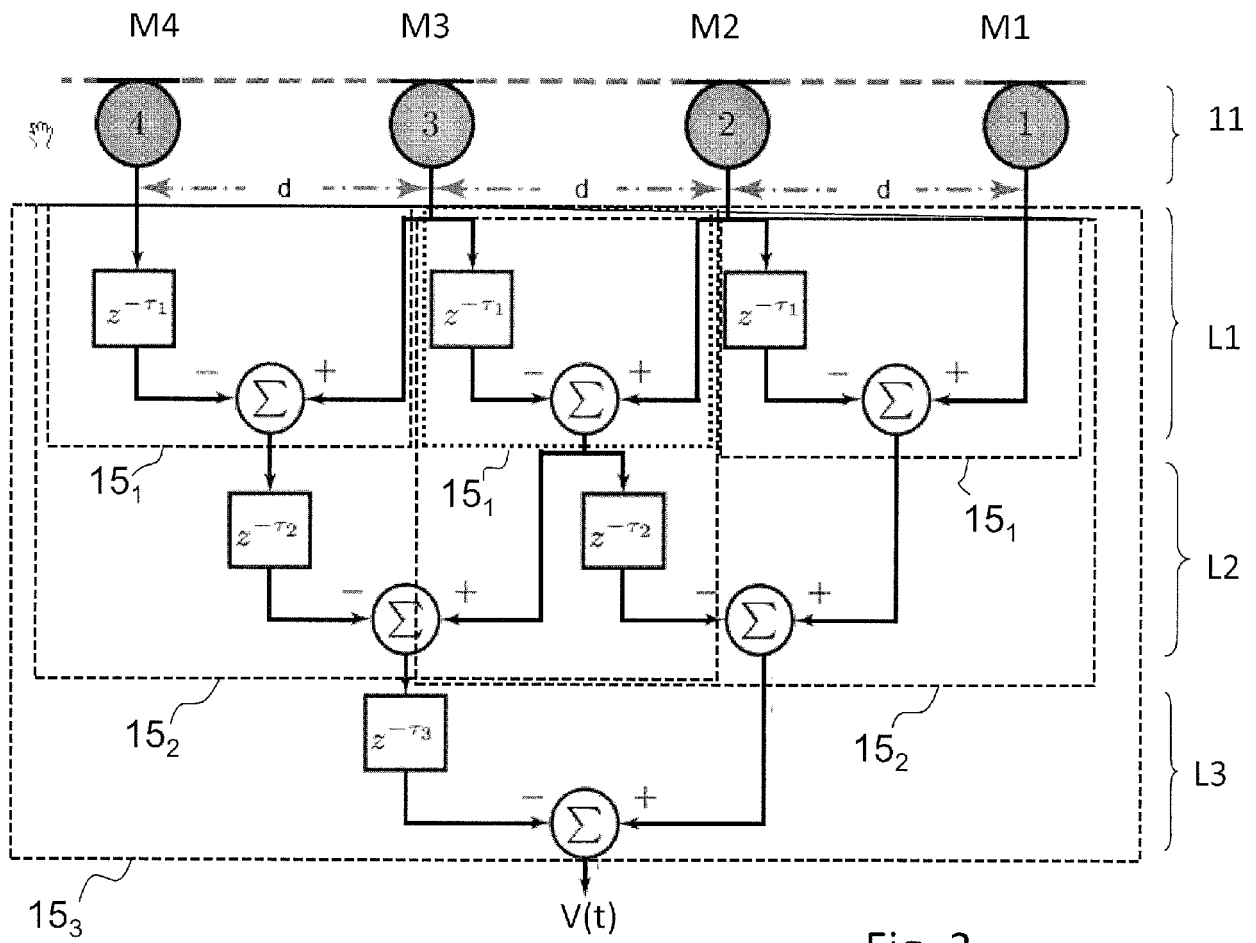 M4 M3 M2 M1
4 3 2 1 11
d d d
z^{-τ1} z^{-τ1} z^{-τ1} L1
− Σ + − Σ + − Σ +
15₁ 15₁ 15₁
z^{-τ2} z^{-τ2} L2
− Σ + − Σ +
15₂ 15₂
z^{-τ3} L3
− Σ +
15₃ V(t)